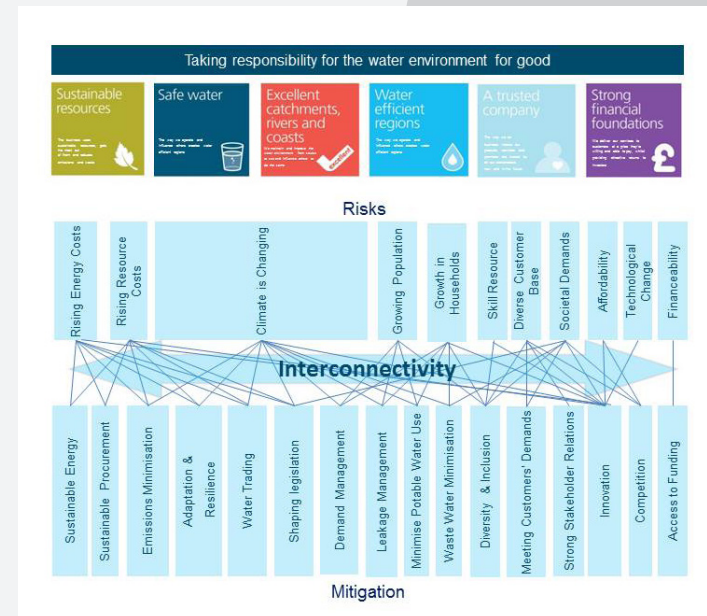 Taking responsibility for the water environment for good
Sustainable
resources
Safe water
Excellent
catchments,
rivers and
coasts
excellent
Water
efficient
regions
A trusted
company
Strong
financial
foundations
£
Risks
Rising Energy Costs
Rising Resource
Costs
Climate is Changing
Growing Population
Growth in
Households
Skill Resource
Diverse Customer
Base
Societal Demands
Affordability
Technological
Change
Financeability
Interconnectivity
Sustainable Energy
Sustainable Procurement
Emissions Minimisation
Adaptation &
Resilience
Water Trading
Shaping legislation
Demand Management
Leakage Management
Minimise Potable Water Use
Waste Water Minimisation
Diversity & Inclusion
Meeting Customers' Demands
Strong Stakeholder Relations
Innovation
Competition
Access to Funding
Mitigation